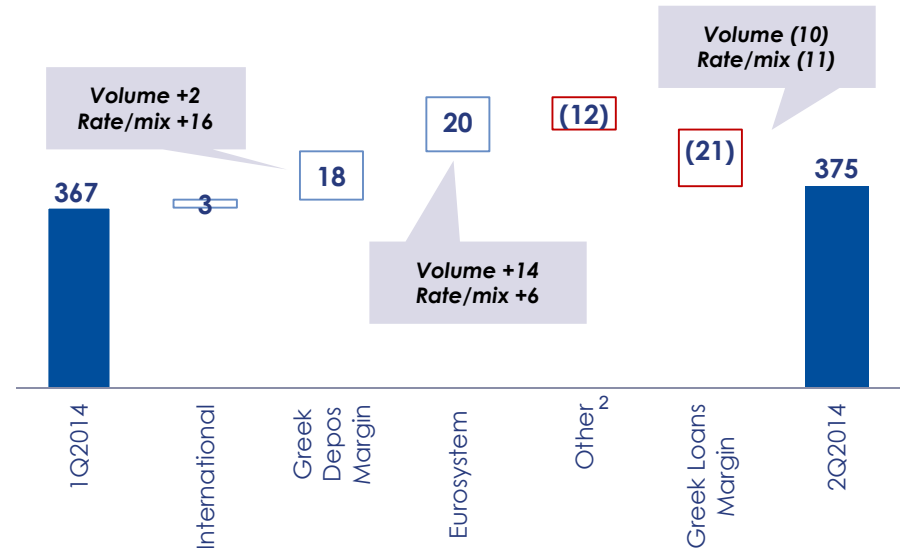 Volume (10)
Rate/mix (11)
Volume +2
Rate/mix +16
20
(12)
(21)
18
367
3
375
Volume +14
Rate/mix +6
1Q2014
International
Greek
Depos
Margin
Eurosystem
Other 2
Greek Loans
Margin
2Q2014